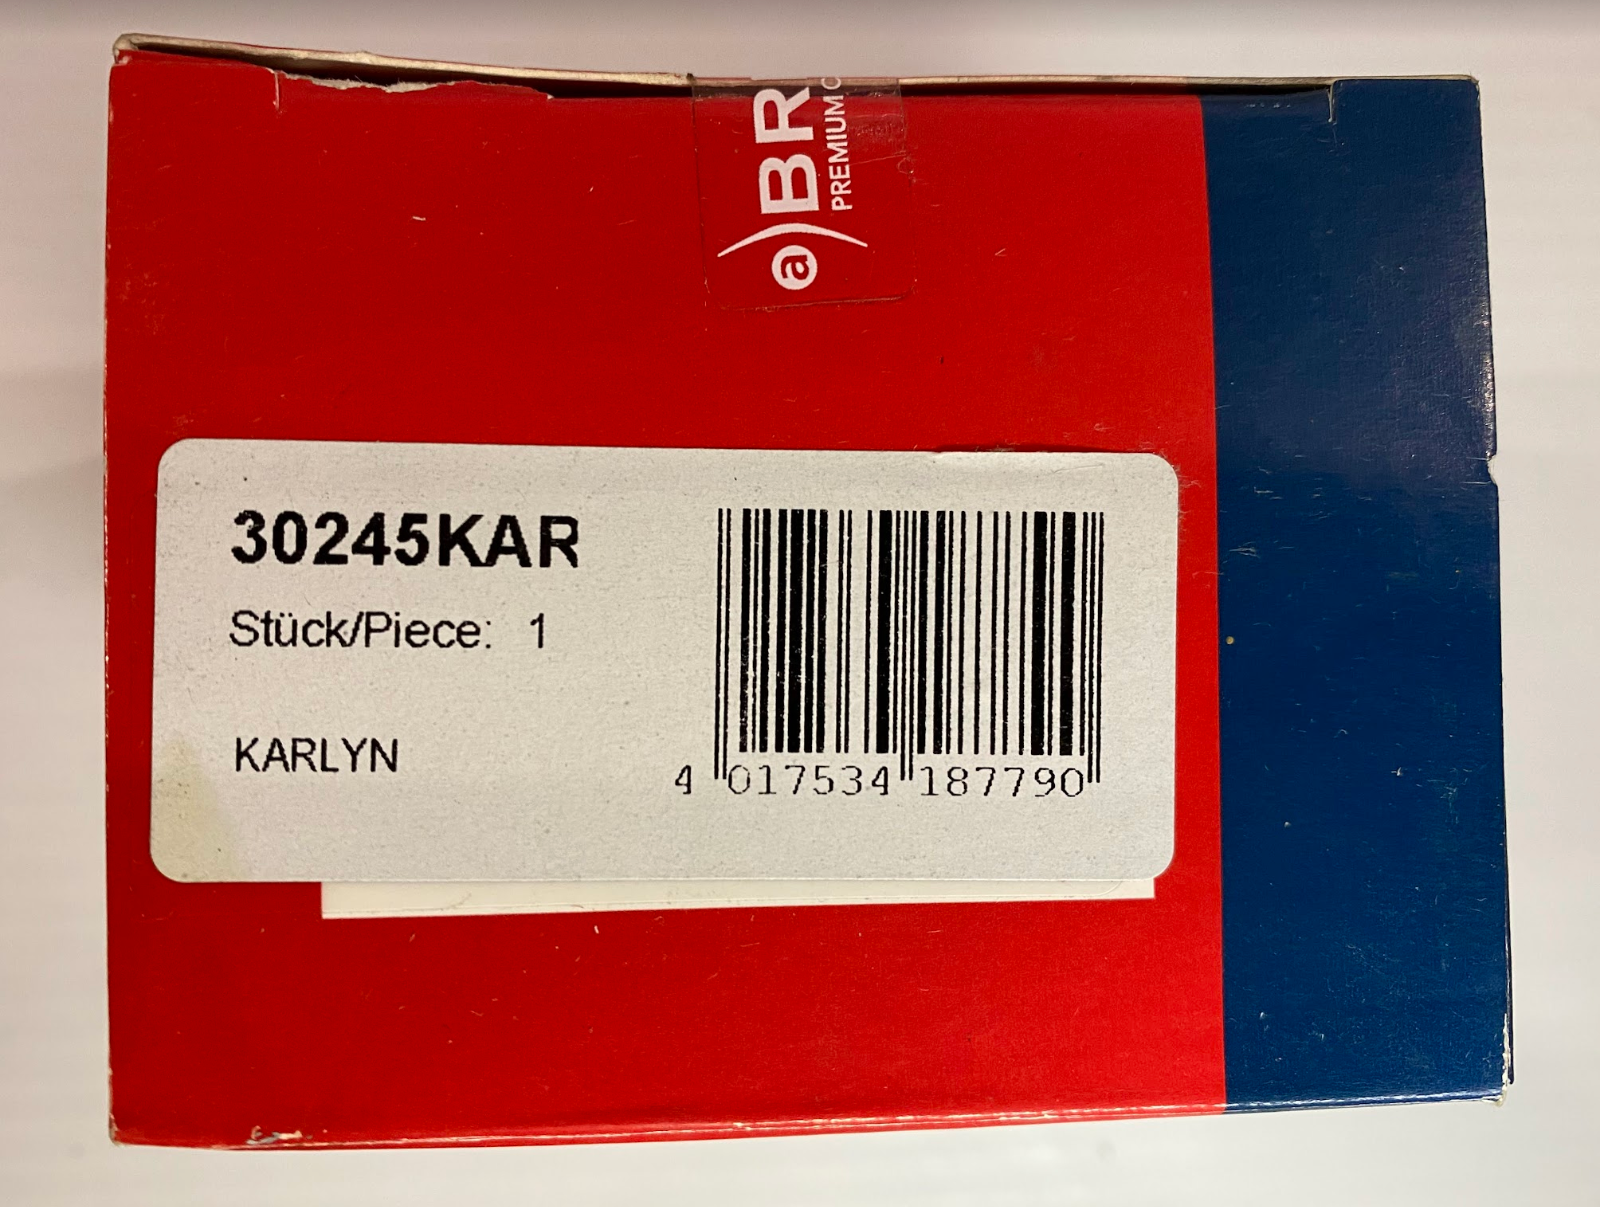 @)BR
PREMIUM
30245KAR
Stück/Piece: 1
KARLYN
4 017534 187790